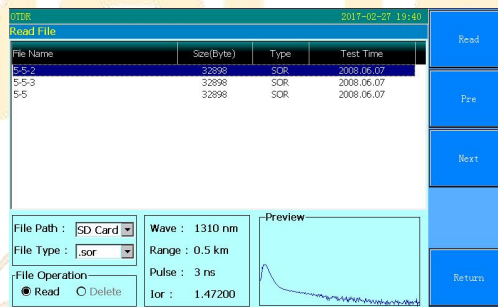 OTDR 2017-02-27 19:40
Read File
File Name Size(Byte) Type Test Time
5-5-2 32898 SOR 2008.06.07
5-5-3 32898 SOR 2008.06.07
5-5 32898 SOR 2008.06.07
File Path : SD Card
File Type : .sor
File Operation
Read Delete
Wave : 1310 nm
Range : 0.5 km
Pulse : 3 ns
Ior : 1.47200
Preview
Read
Pre
Next
Return